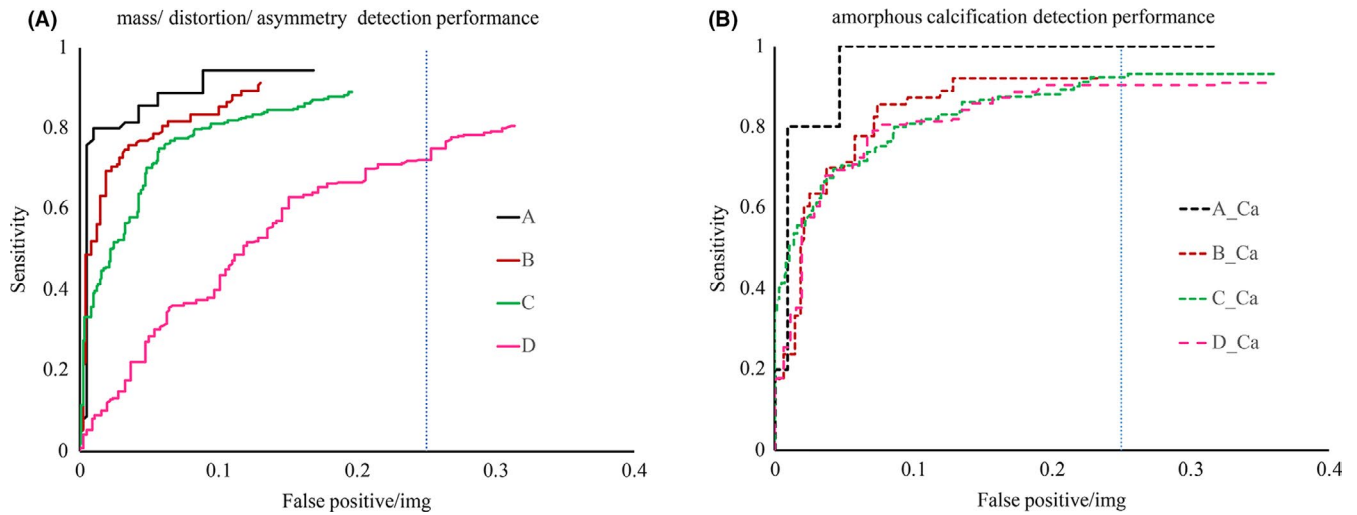 (A) mass/ distortion/ asymmetry detection performance
1
0.8
0.6
0.4
0.2
0
Sensitivity
0 0.1 0.2 0.3 0.4
False positive/img
A
B
C
D
(B) amorphous calcification detection performance
1
0.8
0.6
0.4
0.2
0
Sensitivity
0 0.1 0.2 0.3 0.4
False positive/img
A_Ca
B_Ca
C_Ca
D_Ca